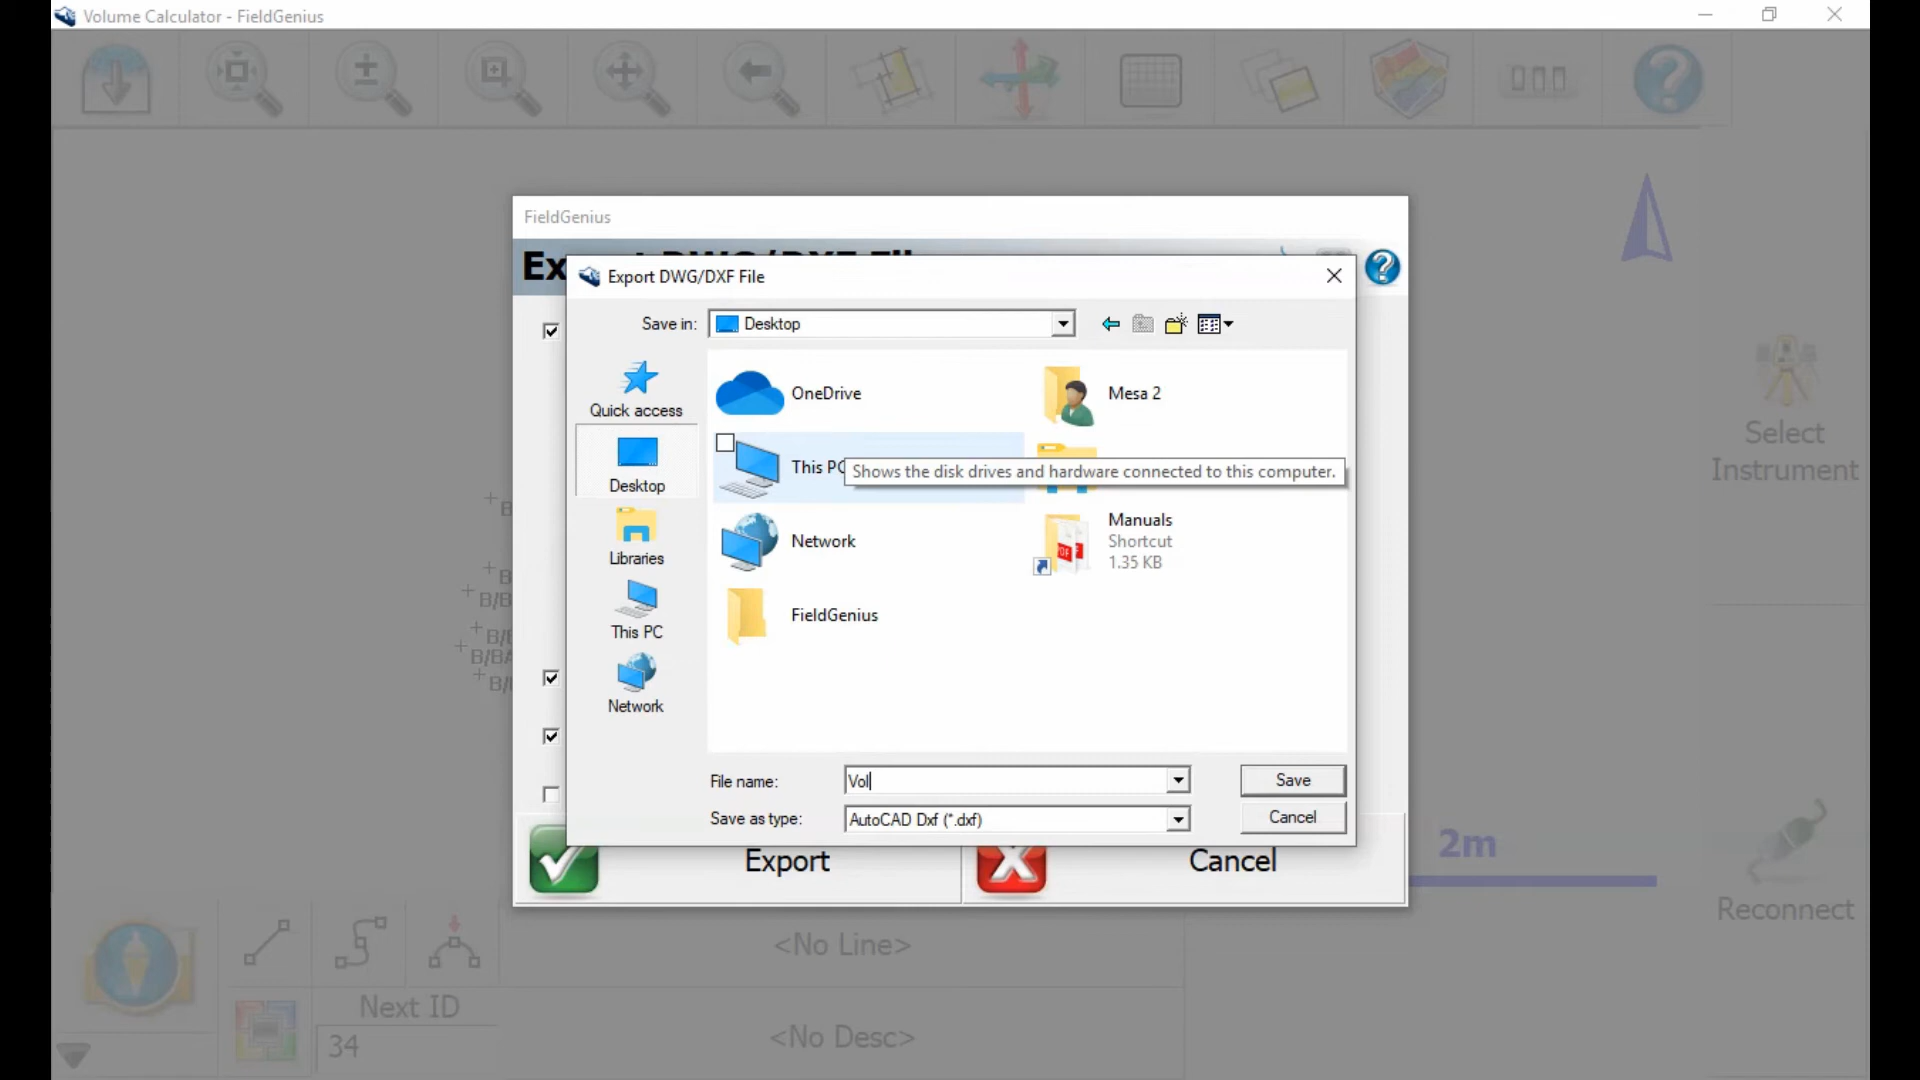 Volume Calculator - FieldGenius
FieldGenius
Ex
Export DWG/DXF File
Save in:
Desktop
Quick access
Desktop
Libraries
This PC
Network
OneDrive
Mesa 2
This PC
Shows the disk drives and hardware connected to this computer.
Network
Manuals
Shortcut
1.35 KB
FieldGenius
File name:
Vol
Save
Save as type:
AutoCAD Dxf (*.dxf)
Cancel
Export
Cancel
Select
Instrument
2m
Reconnect
<No Line>
Next ID
34
<No Desc>